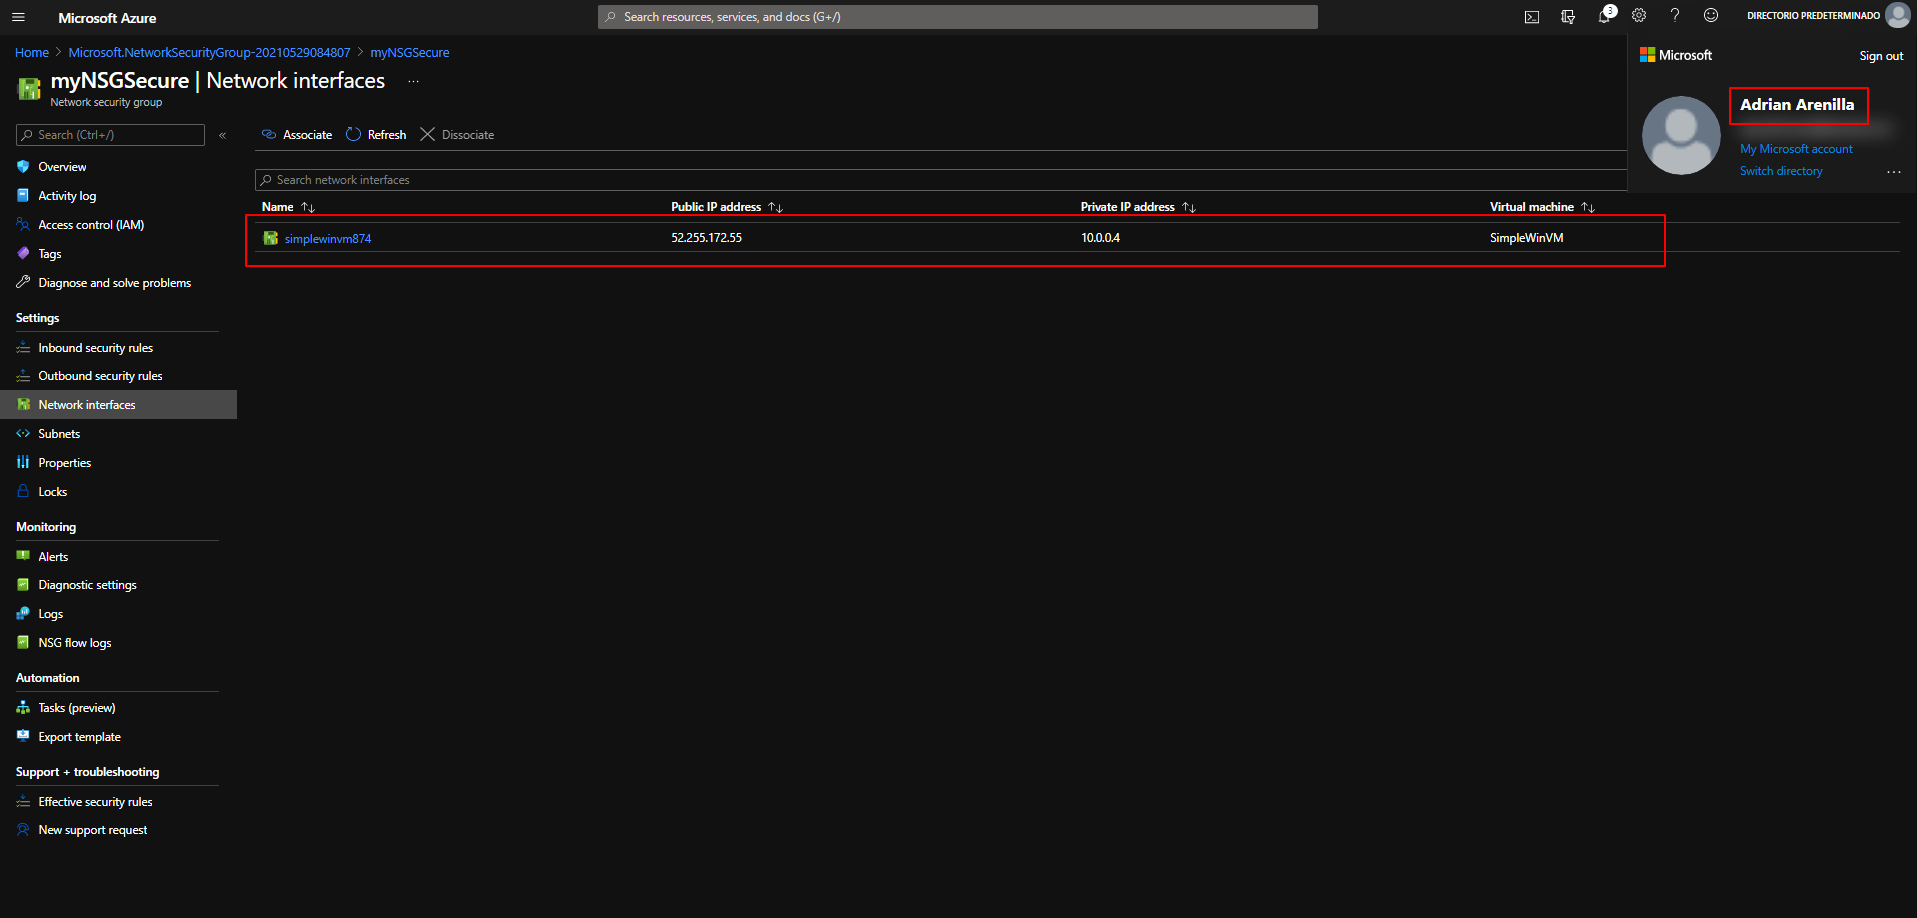 Microsoft Azure
Search resources, services, and docs (G+/)
3
DIRECTORIO PREDETERMINADO
Home > Microsoft.NetworkSecurityGroup-20210529084807 > myNSGSecure
myNSGSecure | Network interfaces ...
Network security group
Microsoft
Sign out
Adrian Arenilla
My Microsoft account
Switch directory
...
Search (Ctrl+/)
«
Overview
Activity log
Access control (IAM)
Tags
Diagnose and solve problems
Settings
Inbound security rules
Outbound security rules
Network interfaces
Subnets
Properties
Locks
Monitoring
Alerts
Diagnostic settings
Logs
NSG flow logs
Automation
Tasks (preview)
Export template
Support + troubleshooting
Effective security rules
New support request
Associate Refresh Dissociate
Search network interfaces
Name ↑↓ Public IP address ↑↓ Private IP address ↑↓ Virtual machine ↑↓
simplewinvm874 52.255.172.55 10.0.0.4 SimpleWinVM